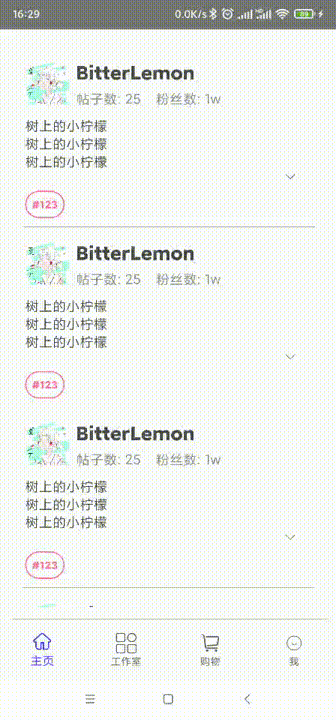 16:29 0.0K/s 89
BitterLemon
帖子数: 25 粉丝数: 1w
树上的小柠檬
树上的小柠檬
树上的小柠檬
#123
BitterLemon
帖子数: 25 粉丝数: 1w
树上的小柠檬
树上的小柠檬
树上的小柠檬
#123
BitterLemon
帖子数: 25 粉丝数: 1w
树上的小柠檬
树上的小柠檬
树上的小柠檬
#123
主页 工作室 购物 我